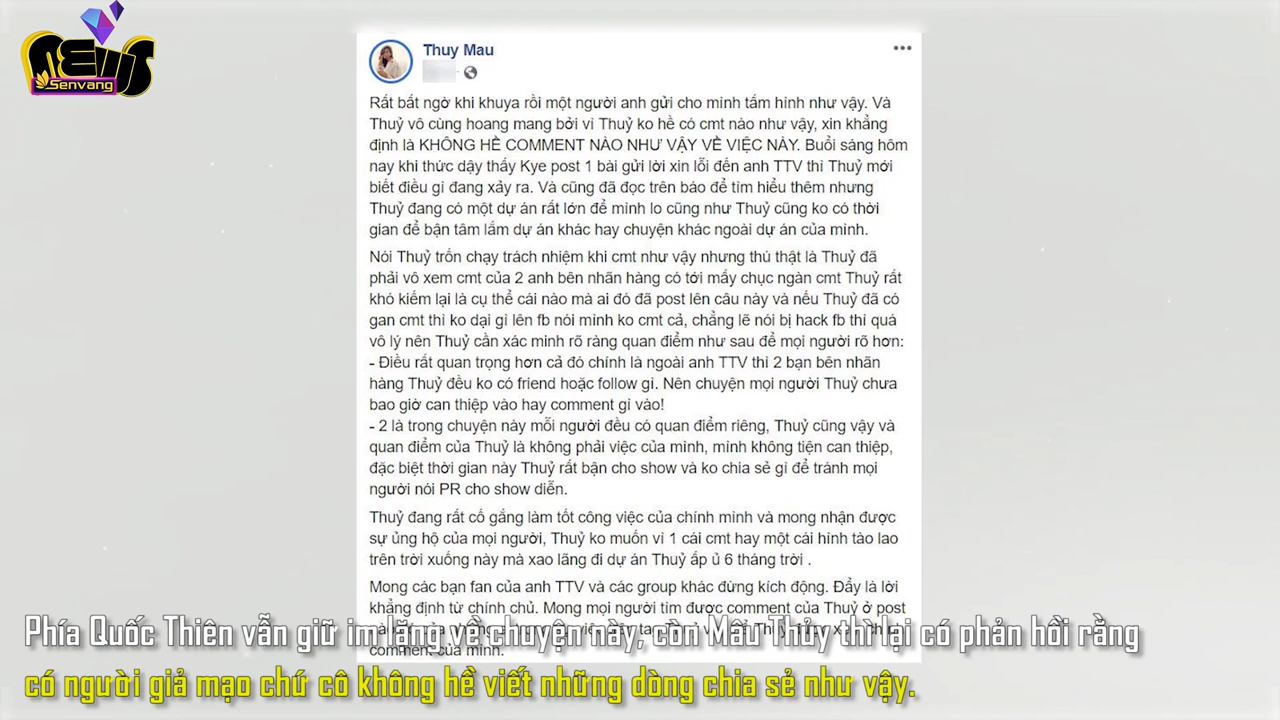 NEWS
Senvang
Thuy Mau
Rất bất ngờ khi khuya rồi một người anh gửi cho mình tấm hình như vậy. Và
Thuỷ vô cùng hoang mang bởi vì Thuỷ ko hề có cmt nào như vậy, xin khẳng
định là KHÔNG HỀ COMMENT NÀO NHƯ VẬY VỀ VIỆC NÀY. Buổi sáng hôm
nay khi thức dậy thấy Kye post 1 bài gửi lời xin lỗi đến anh TTV thì Thuỷ mới
biết điều gì đang xảy ra. Và cũng đã đọc trên báo để tìm hiểu thêm nhưng
Thuỷ đang có một dự án rất lớn để mình lo cũng như Thuỷ cũng ko có thời
gian để bận tâm lắm dự án khác hay chuyện khác ngoài dự án của mình.
Nói Thuỷ trốn chạy trách nhiệm khi cmt như vậy nhưng thú thật là Thuỷ đã
phải vô xem cmt của 2 anh bên nhãn hàng có tới mấy chục ngàn cmt Thuỷ rất
khó kiếm lại là cụ thể cái nào mà ai đó đã post lên câu này và nếu Thuỷ đã có
gan cmt thì ko dại gì lên fb nói mình ko cmt cả, chẳng lẽ nói bị hack fb thì quá
vô lý nên Thuỷ cần xác minh rõ ràng quan điểm như sau để mọi người rõ hơn:
- Điều rất quan trọng hơn cả đó chính là ngoài anh TTV thì 2 bạn bên nhãn
hàng Thuỷ đều ko có friend hoặc follow gì. Nên chuyện mọi người Thuỷ chưa
bao giờ can thiệp vào hay comment gì vào!
- 2 là trong chuyện này mỗi người đều có quan điểm riêng, Thuỷ cũng vậy và
quan điểm của Thuỷ là không phải việc của mình, mình không tiện can thiệp,
đặc biệt thời gian này Thuỷ rất bận cho show và ko chia sẻ gì để tránh mọi
người nói PR cho show diễn.
Thuỷ đang rất cố gắng làm tốt công việc của chính mình và mong nhận được
sự ủng hộ của mọi người, Thuỷ ko muốn vì 1 cái cmt hay một cái hình tào lao
trên trời xuống này mà xao lãng đi dự án Thuỷ ấp ủ 6 tháng trời .
Mong các bạn fan của anh TTV và các group khác đừng kích động. Đấy là lời
khẳng định từ chính chủ. Mong mọi người tìm được comment của Thuỷ ở post
comment của mình.
Phía Quốc Thiên vẫn giữ im lặng về chuyện này, còn Mâu Thủy thì lại có phản hồi rằng
có người giả mạo chứ cô không hề viết những dòng chia sẻ như vậy.